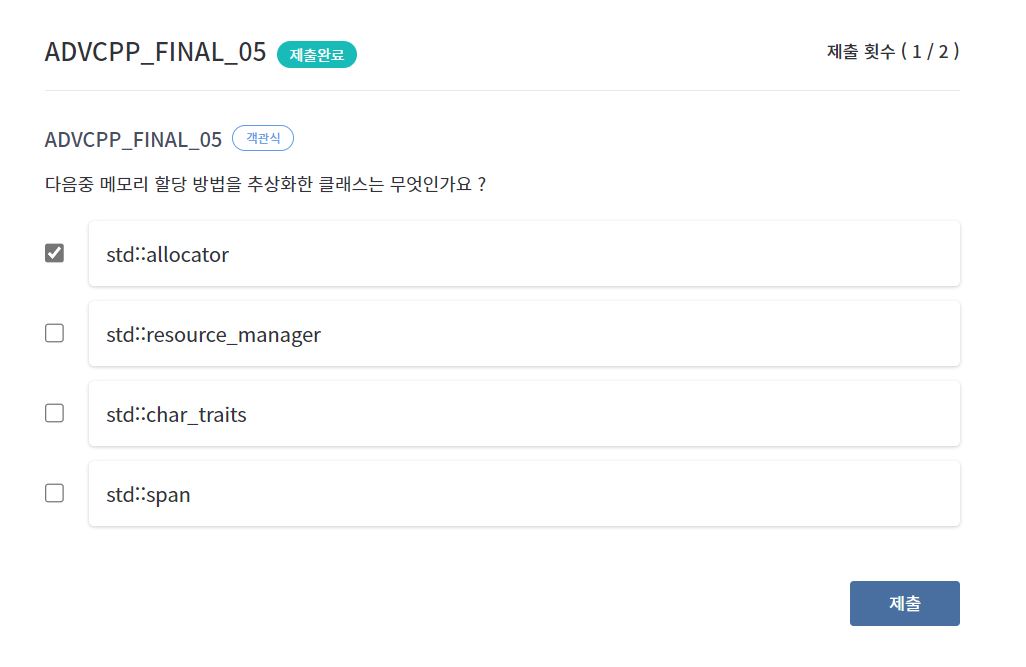 ADVCPP_FINAL_05 제출완료 제출 횟수 ( 1 / 2 )
ADVCPP_FINAL_05 객관식
다음중 메모리 할당 방법을 추상화한 클래스는 무엇인가요 ?
std::allocator
std::resource_manager
std::char_traits
std::span
제출